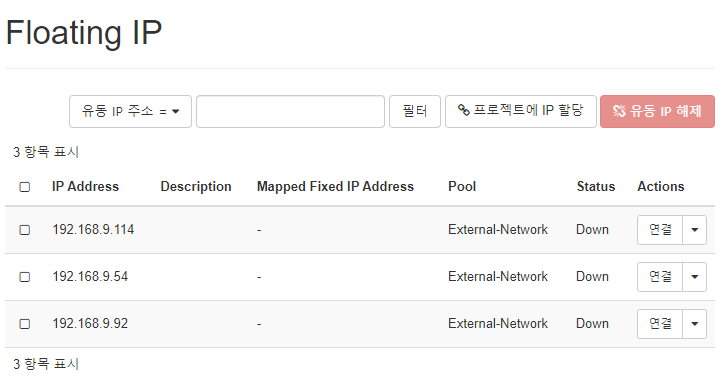 Floating IP
유동 IP 주소 = 필터 프로젝트에 IP 할당 유동 IP 해제
3 항목 표시
IP Address Description Mapped Fixed IP Address Pool Status Actions
192.168.9.114 - External-Network Down 연결
192.168.9.54 - External-Network Down 연결
192.168.9.92 - External-Network Down 연결
3 항목 표시